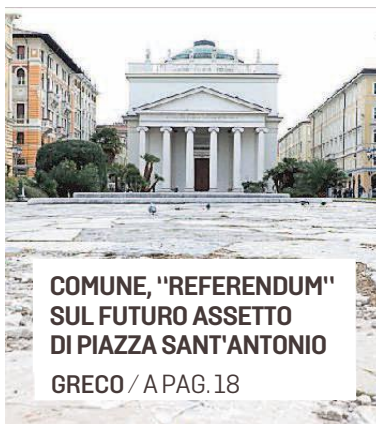 COMUNE, "REFERENDUM"
SUL FUTURO ASSETTO
DI PIAZZA SANT'ANTONIO
GRECO / A PAG. 18